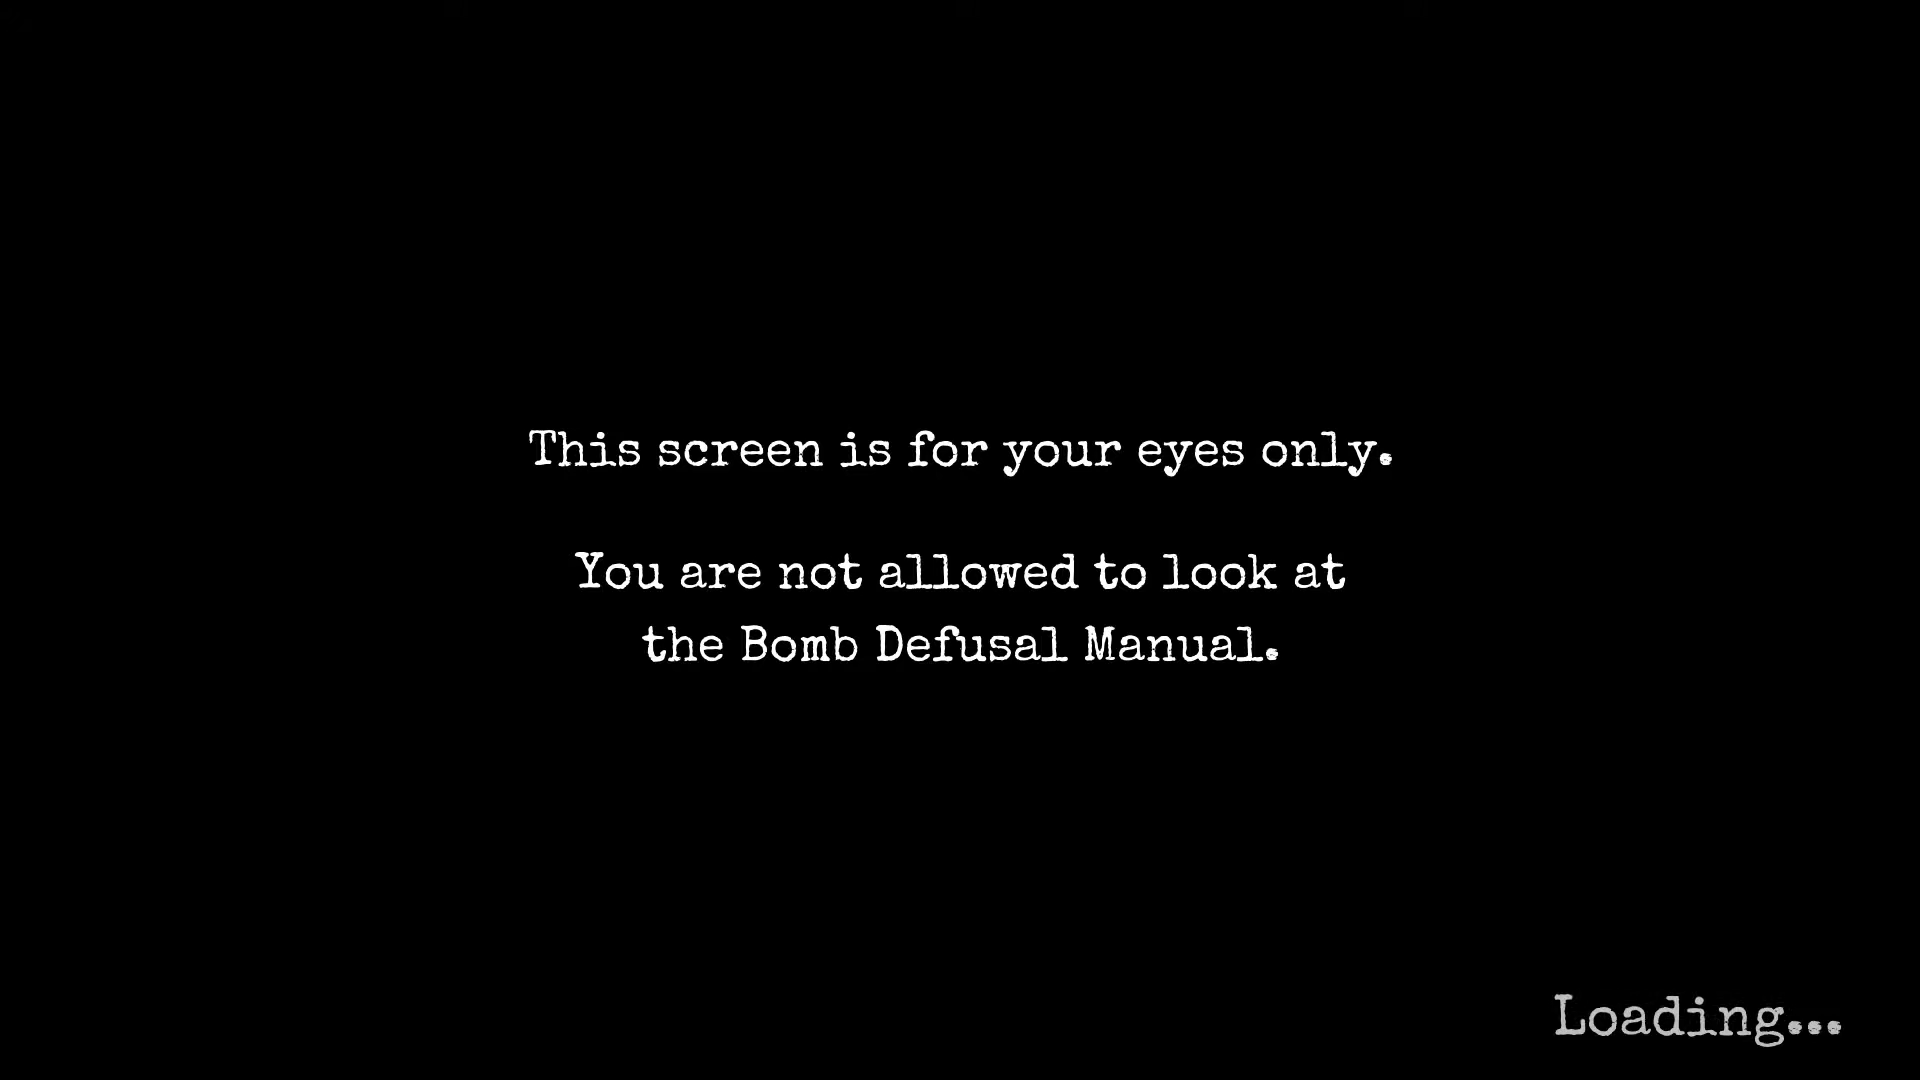 This screen is for your eyes only.
You are not allowed to look at
the Bomb Defusal Manual.
Loading...